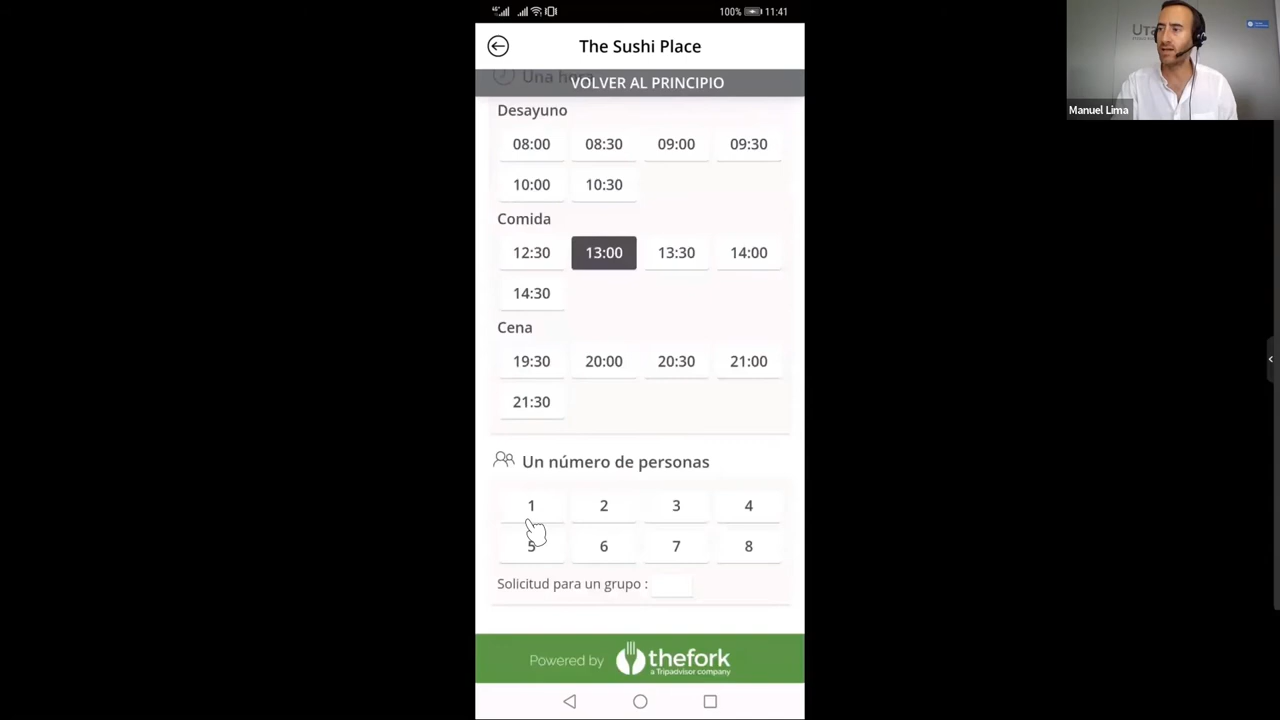 100% 11:41
The Sushi Place
Una hora
VOLVER AL PRINCIPIO
Desayuno
08:00 08:30 09:00 09:30
10:00 10:30
Comida
12:30 13:00 13:30 14:00
14:30
Cena
19:30 20:00 20:30 21:00
21:30
Un número de personas
1 2 3 4
5 6 7 8
Solicitud para un grupo :
Powered by thefork
a Tripadvisor company
Manuel Lima